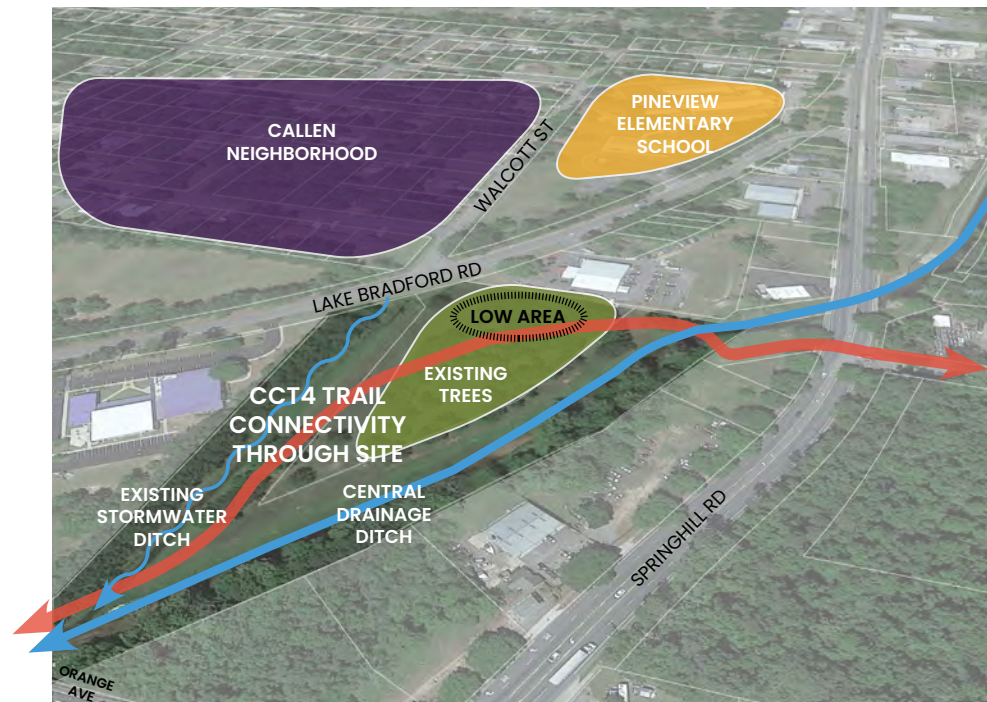 CALLEN
NEIGHBORHOOD
PINEVIEW
ELEMENTARY
SCHOOL
WALCOTT ST
LAKE BRADFORD RD
LOW AREA
EXISTING
TREES
CCT4 TRAIL
CONNECTIVITY
THROUGH SITE
EXISTING
STORMWATER
DITCH
CENTRAL
DRAINAGE
DITCH
SPRINGHILL RD
ORANGE
AVE